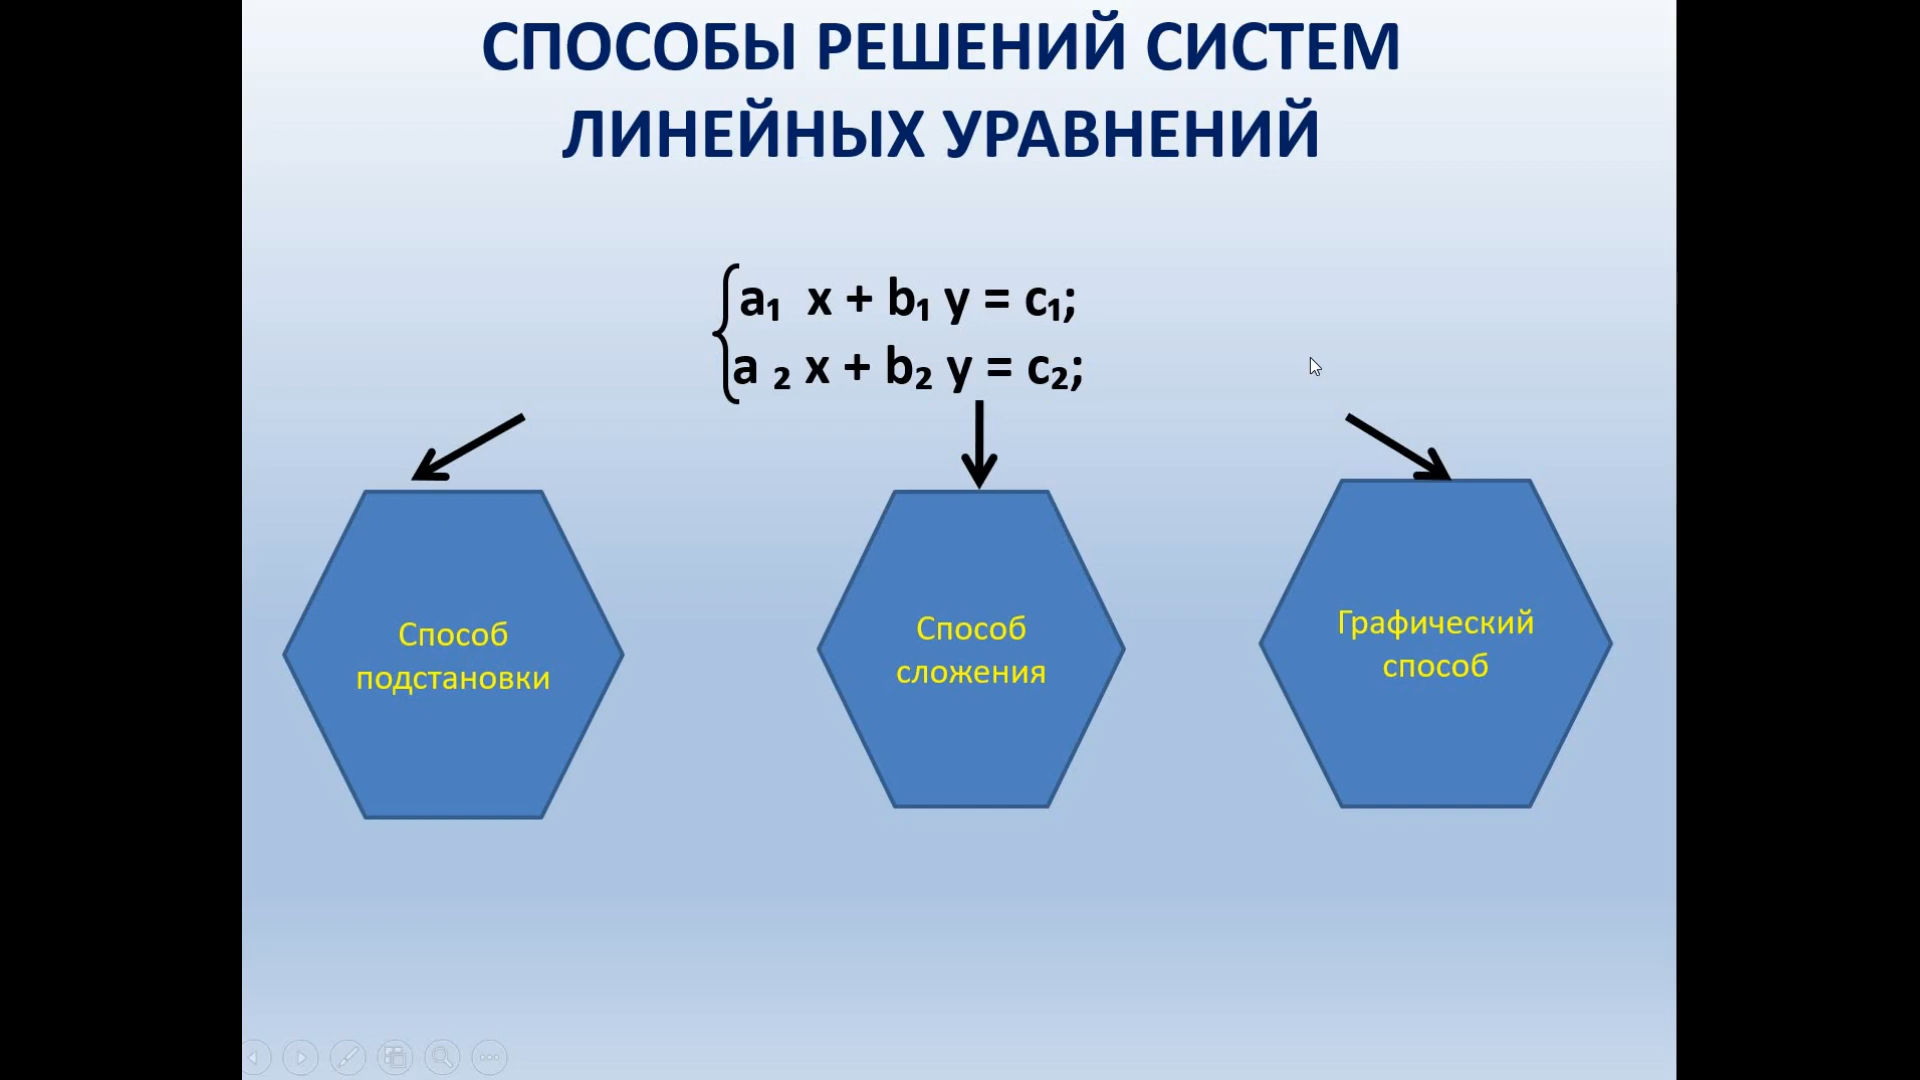 СПОСОБЫ РЕШЕНИЙ СИСТЕМ
ЛИНЕЙНЫХ УРАВНЕНИЙ
a₁ x + b₁ y = c₁;
a ₂ x + b₂ y = c₂;
Способ
подстановки
Способ
сложения
Графический
способ